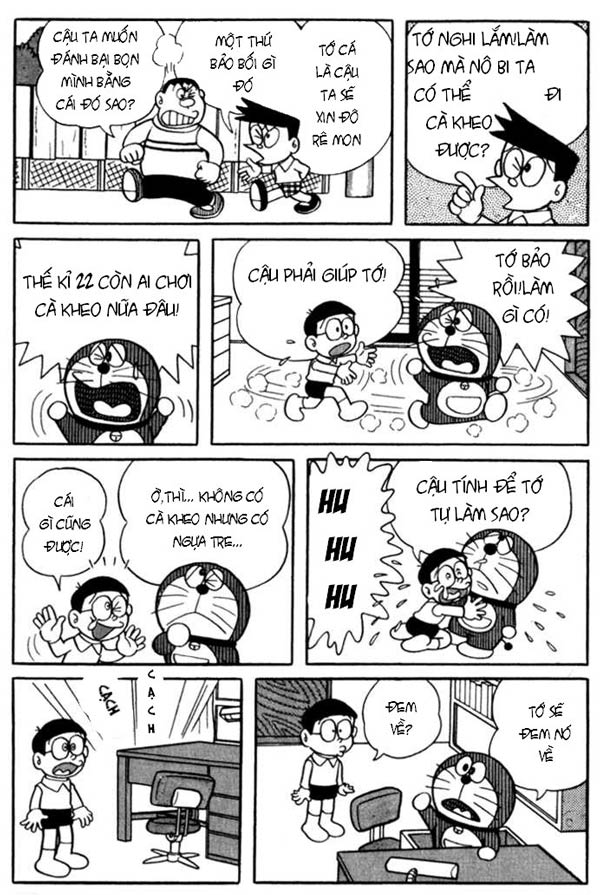 TỚ NGHI LẮM!LÀM
SAO MÀ NÔ BI TA
CÓ THỂ ĐI
CÀ KHEO
ĐƯỢC?
TỚ CÁ
LÀ CẬU
TA SẼ
XIN ĐÔ
RÊ MON
MỘT THỨ
BẢO BỐI GÌ
ĐÓ
CẬU TA MUỐN
ĐÁNH BẠI BỌN
MÌNH BẰNG
CÁI ĐÓ SAO?
TỚ BẢO
RỒI!LÀM
GÌ CÓ!
CẬU PHẢI GIÚP TỚ!
THẾ KỈ 22 CÒN AI CHƠI
CÀ KHEO NỮA ĐÂU!
CẬU TÍNH ĐỂ TỚ
TỰ LÀM SAO?
HU
HU
HU
Ờ,THÌ... KHÔNG CÓ
CÀ KHEO NHƯNG CÓ
NGỰA TRE...
CÁI
GÌ CŨNG
ĐƯỢC!
TỚ SẼ
ĐEM NÓ
VỀ
ĐEM
VỀ?
CẠCH
CẠCH